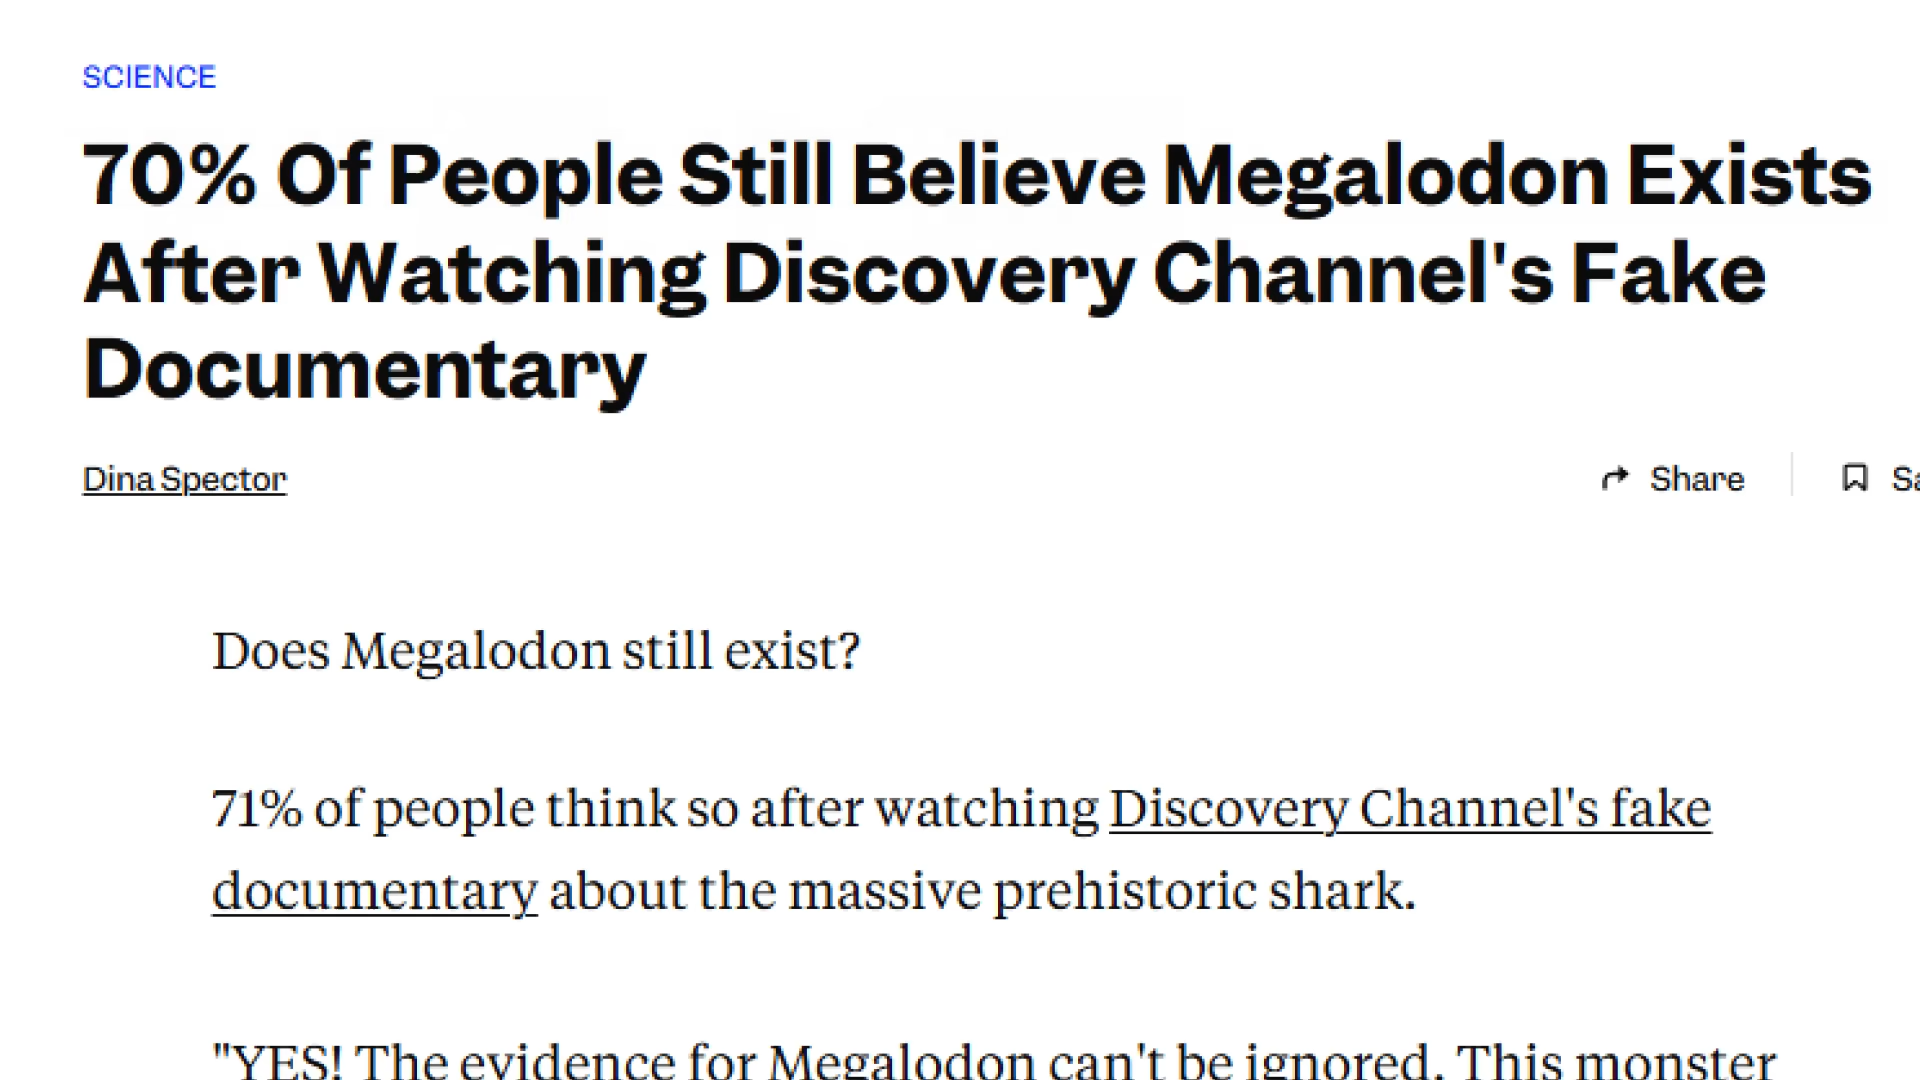 SCIENCE
70% Of People Still Believe Megalodon Exists
After Watching Discovery Channel's Fake
Documentary
Dina Spector
Share
Sa
Does Megalodon still exist?
71% of people think so after watching Discovery Channel's fake
documentary about the massive prehistoric shark.
"YES! The evidence for Megalodon can't be ignored. This monster